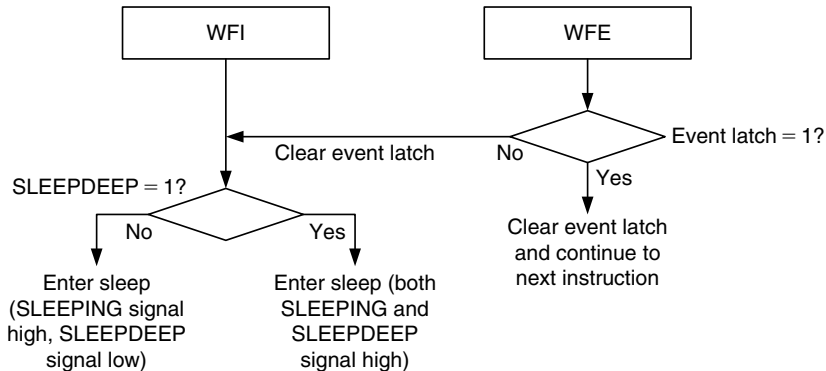 WFI
WFE
Event latch = 1?
Clear event latch
No
Yes
SLEEPDEEP = 1?
No
Yes
Clear event latch
and continue to
next instruction
Enter sleep
(SLEEPING signal
high, SLEEPDEEP
signal low)
Enter sleep (both
SLEEPING and
SLEEPDEEP
signal high)